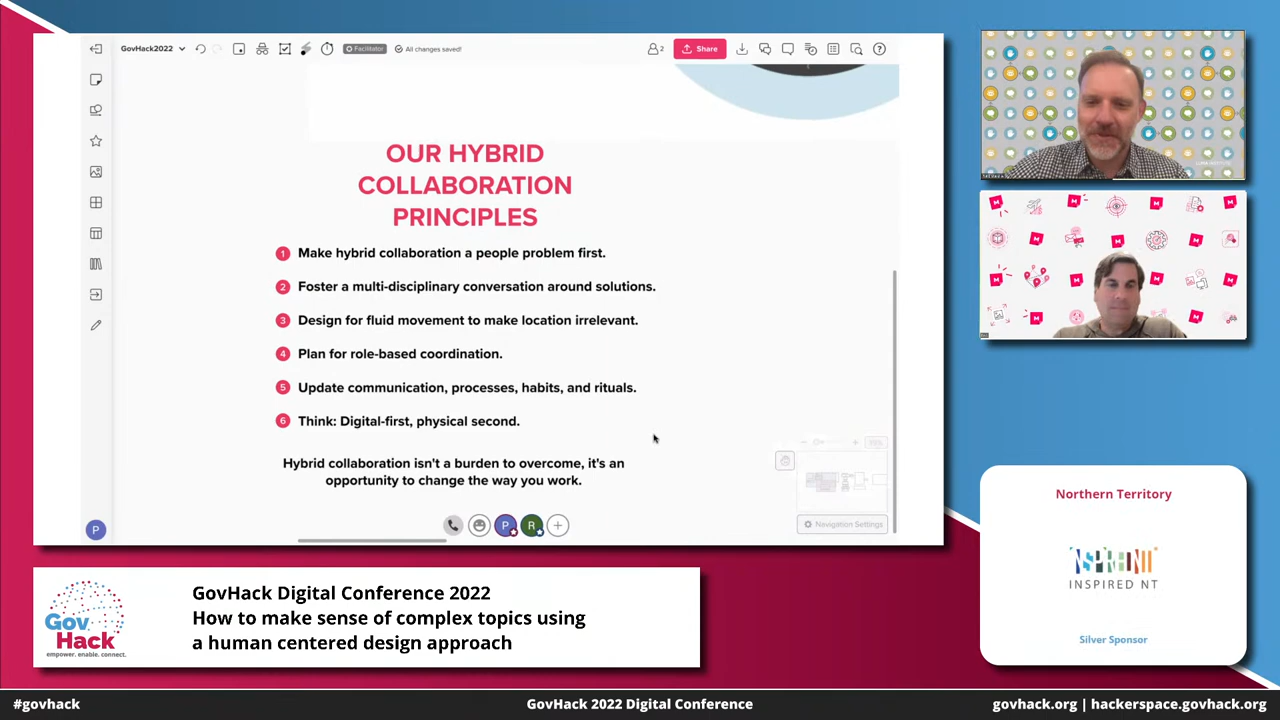 GovHack2022
Facilitator
All changes saved!
2
Share
OUR HYBRID
COLLABORATION
PRINCIPLES
1 Make hybrid collaboration a people problem first.
2 Foster a multi-disciplinary conversation around solutions.
3 Design for fluid movement to make location irrelevant.
4 Plan for role-based coordination.
5 Update communication, processes, habits, and rituals.
6 Think: Digital-first, physical second.
Hybrid collaboration isn't a burden to overcome, it's an
opportunity to change the way you work.
Navigation Settings
P
P
R
Northern Territory
INSPIRED NT
Silver Sponsor
Gov
Hack
empower. enable. connect.
GovHack Digital Conference 2022
How to make sense of complex topics using
a human centered design approach
#govhack
GovHack 2022 Digital Conference
govhack.org | hackerspace.govhack.org